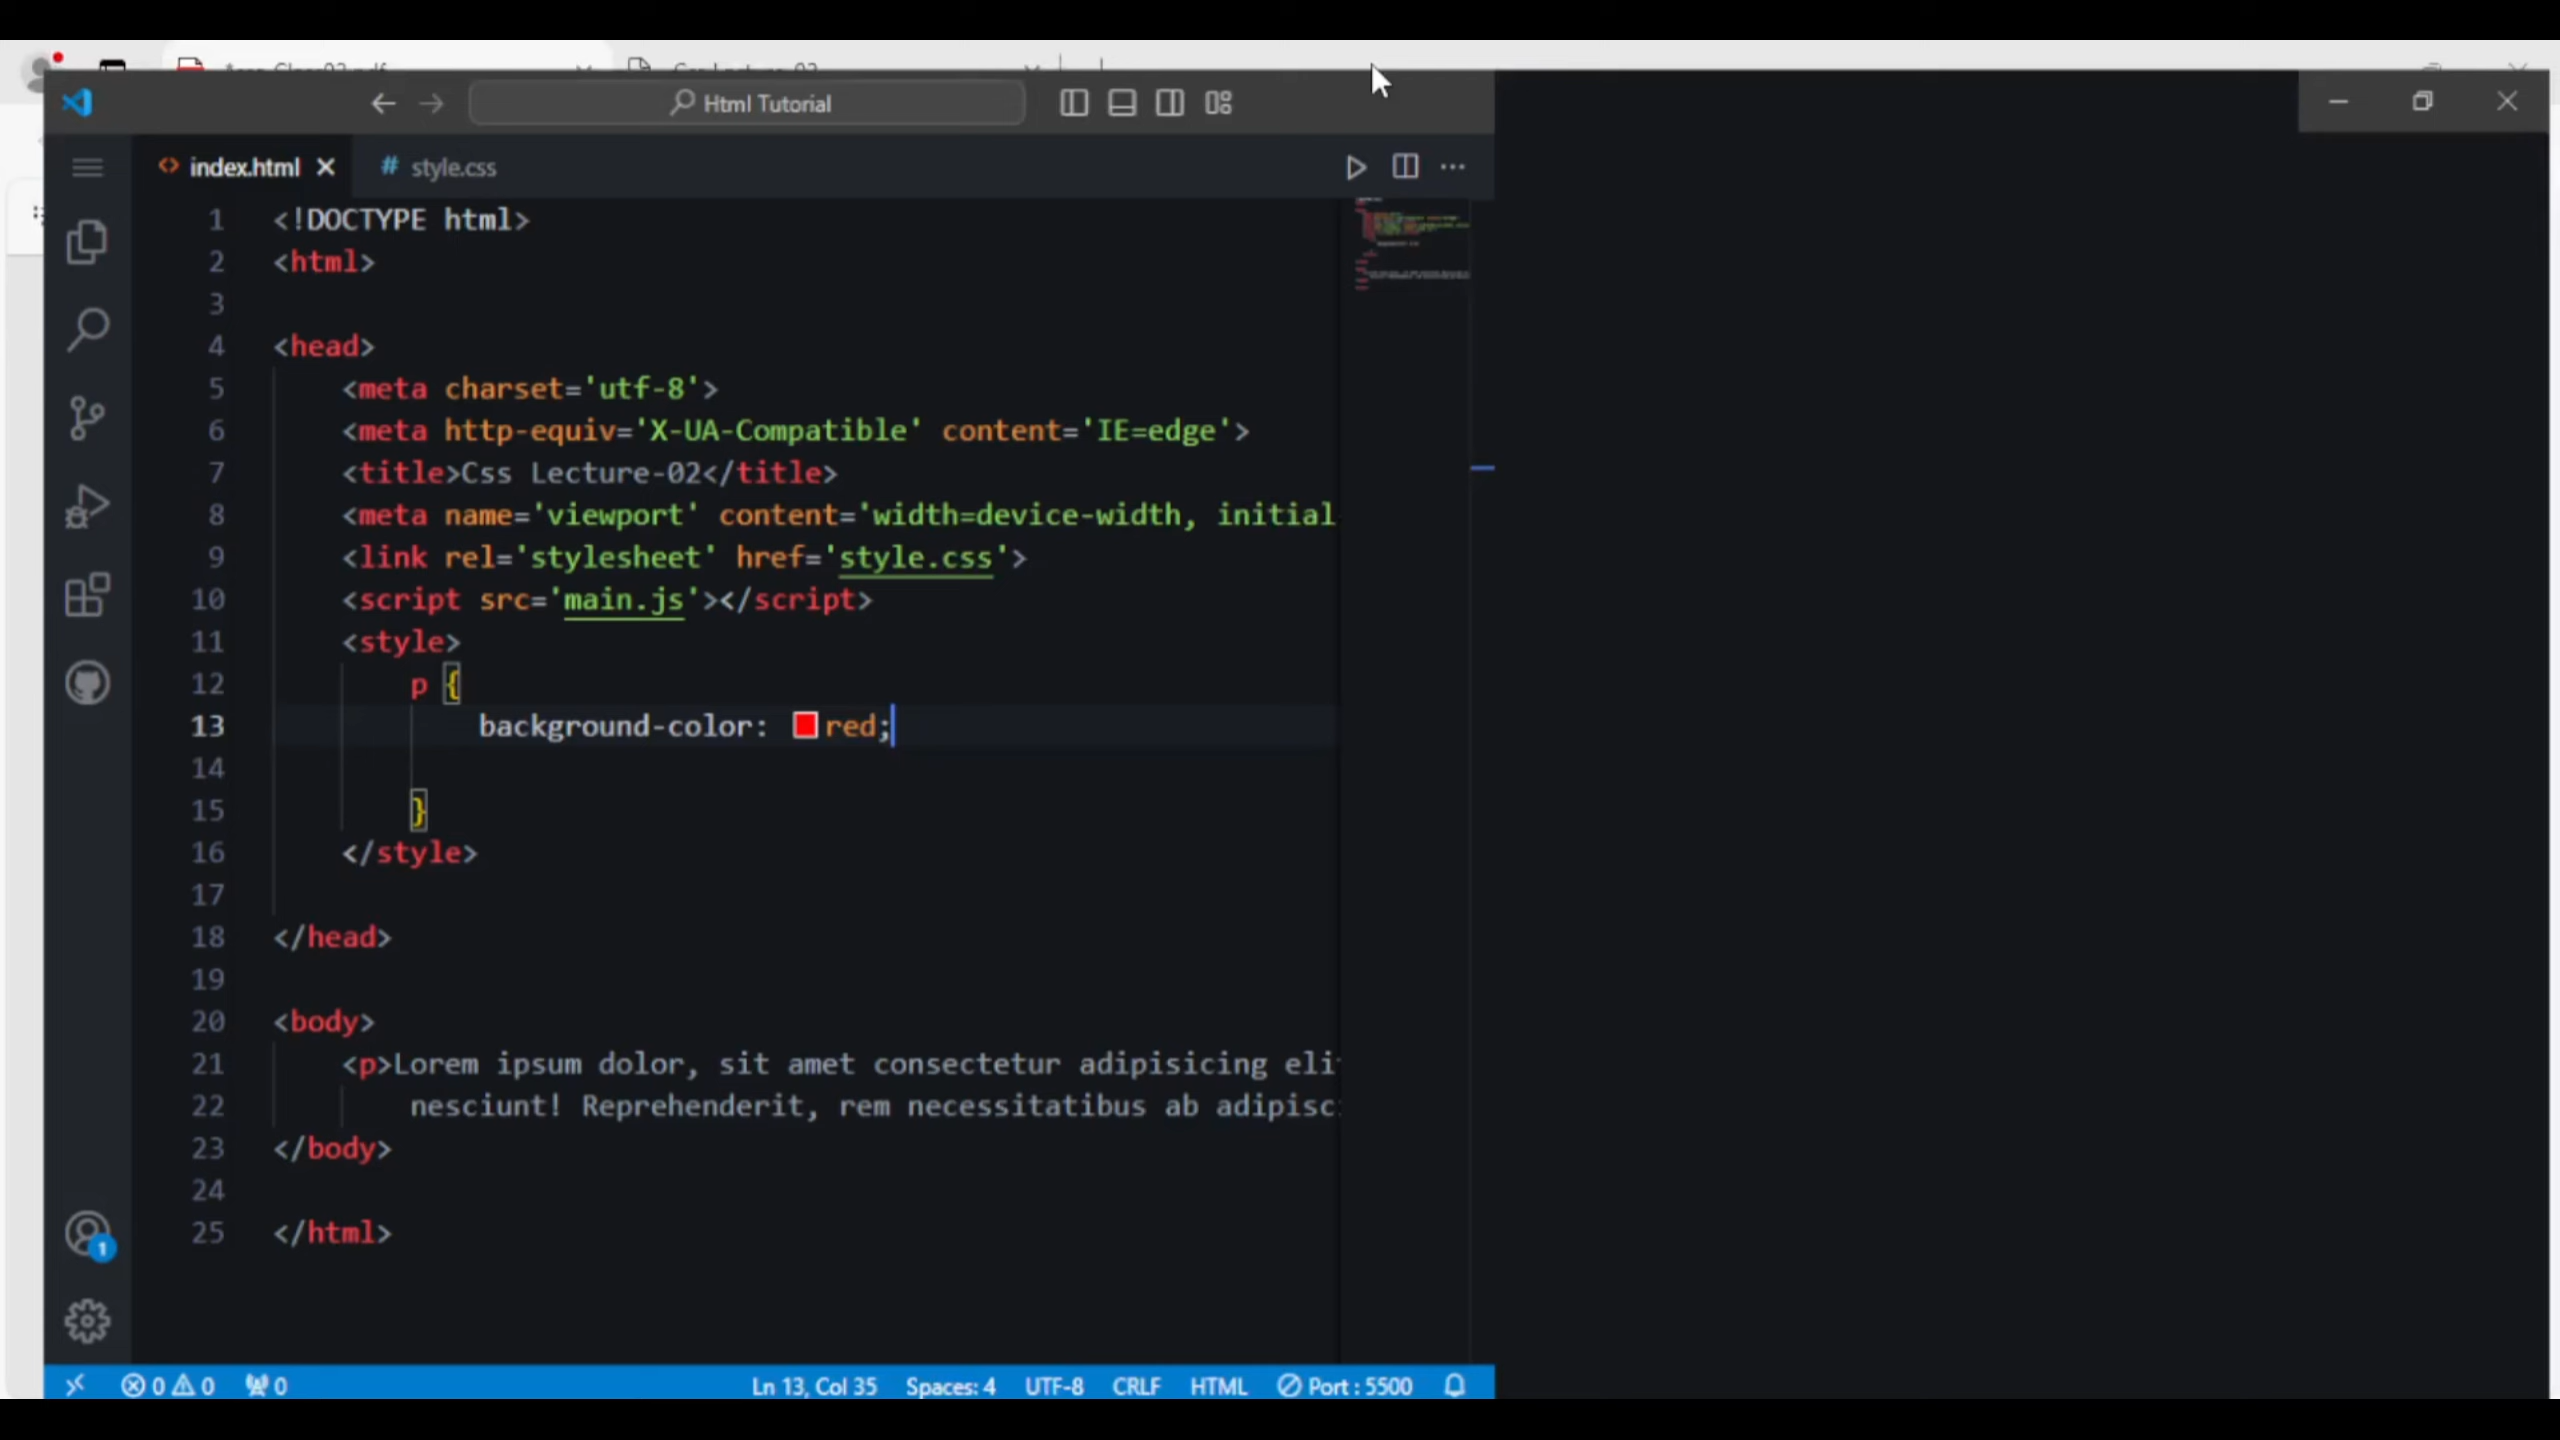 Html Tutorial
index.html
# style.css
1 <!DOCTYPE html>
2 <html>
3
4 <head>
5 <meta charset='utf-8'>
6 <meta http-equiv='X-UA-Compatible' content='IE=edge'>
7 <title>Css Lecture-02</title>
8 <meta name='viewport' content='width=device-width, initial
9 <link rel='stylesheet' href='style.css'>
10 <script src='main.js'></script>
11 <style>
12 p {
13 background-color: red;
14
15 }
16 </style>
17
18 </head>
19
20 <body>
21 <p>Lorem ipsum dolor, sit amet consectetur adipisicing eli
22 nesciunt! Reprehenderit, rem necessitatibus ab adipisc
23 </body>
24
25 </html>
1
0 0 0 Ln 13, Col 35 Spaces: 4 UTF-8 CRLF HTML Port : 5500